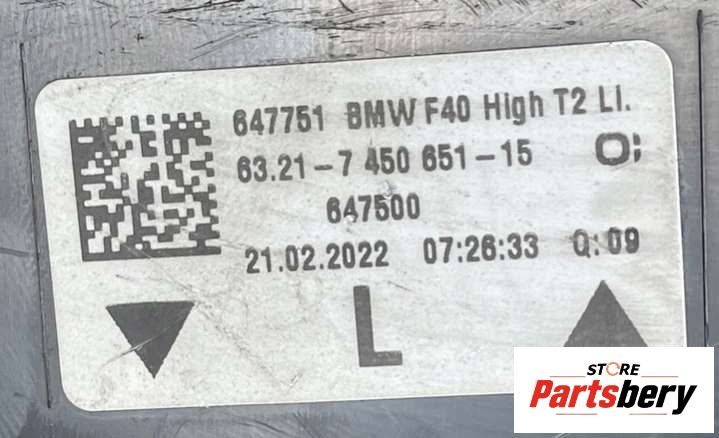 647751 BMW F40 High T2 LI.
63.21-7 450 651-15 O;
647500
21.02.2022 07:26:33 Q:09
L
STORE
Partsbery